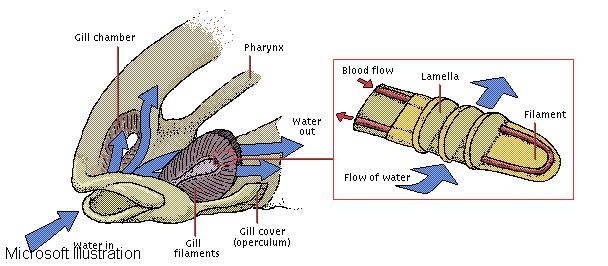 Gill chamber
Pharynx
Water
out
Water in
Gill
filaments
Gill cover
(operculum)
Blood flow
Lamella
Filament
Flow of water
Microsoft Illustration